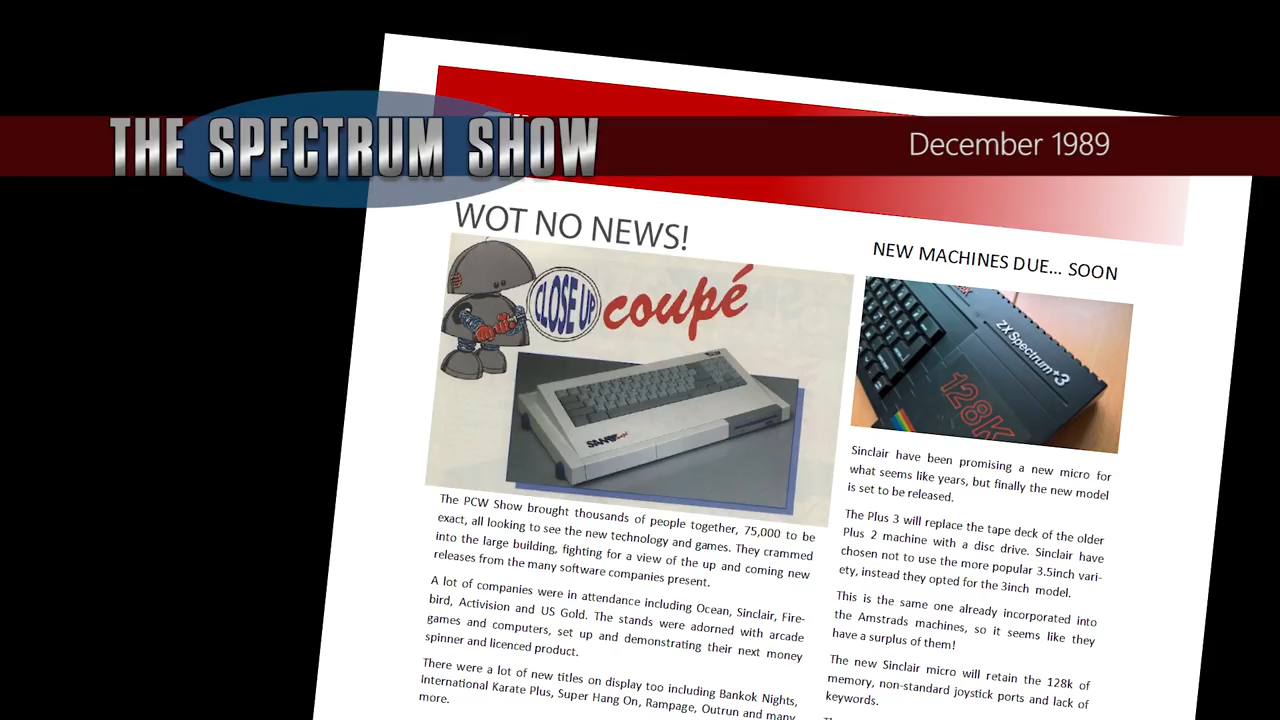 THE SPECTRUM SHOW
December 1989
WOT NO NEWS!
CLOSE UP
coupé
SAM coupé
The PCW Show brought thousands of people together, 75,000 to be
exact, all looking to see the new technology and games. They crammed
into the large building, fighting for a view of the up and coming new
releases from the many software companies present.
A lot of companies were in attendance including Ocean, Sinclair, Fire-
bird, Activision and US Gold. The stands were adorned with arcade
games and computers, set up and demonstrating their next money
spinner and licenced product.
There were a lot of new titles on display too including Bankok Nights,
International Karate Plus, Super Hang On, Rampage, Outrun and many
more.
NEW MACHINES DUE... SOON
ZX Spectrum+3
128K
Sinclair have been promising a new micro for
what seems like years, but finally the new model
is set to be released.
The Plus 3 will replace the tape deck of the older
Plus 2 machine with a disc drive. Sinclair have
chosen not to use the more popular 3.5inch vari-
ety, instead they opted for the 3inch model.
This is the same one already incorporated into
the Amstrads machines, so it seems like they
have a surplus of them!
The new Sinclair micro will retain the 128k of
memory, non-standard joystick ports and lack of
keywords.